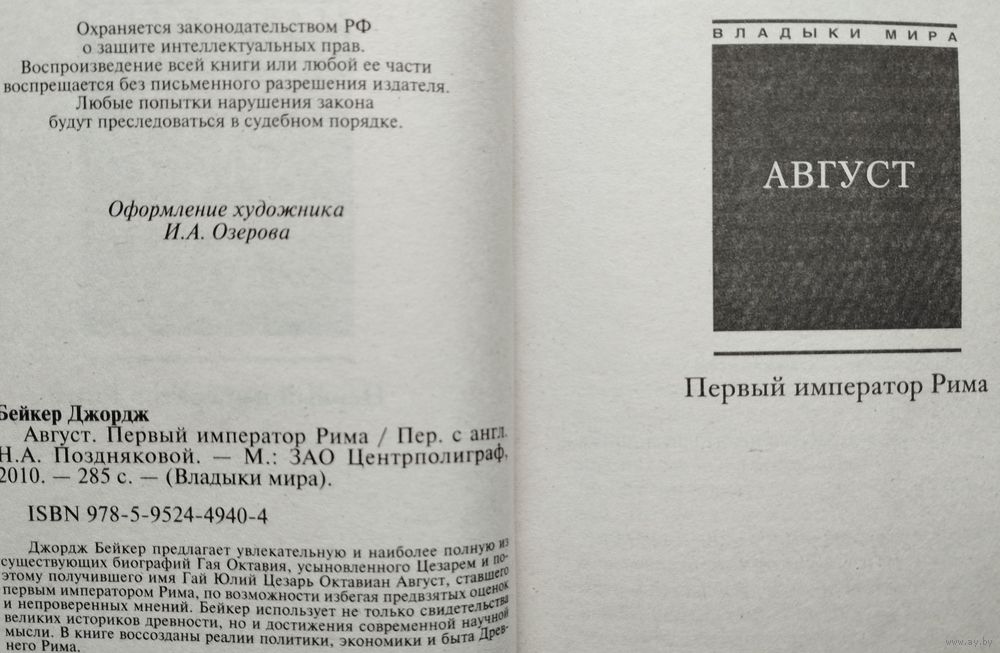 Охраняется законодательством РФ
о защите интеллектуальных прав.
Воспроизведение всей книги или любой ее части
воспрещается без письменного разрешения издателя.
Любые попытки нарушения закона
будут преследоваться в судебном порядке.
Оформление художника
И.А. Озерова
Бейкер Джордж
Август. Первый император Рима / Пер. с англ.
Н.А. Поздняковой. — М.: ЗАО Центрполиграф,
2010. — 285 с. — (Владыки мира).
ISBN 978-5-9524-4940-4
Джордж Бейкер предлагает увлекательную и наиболее полную из
существующих биографий Гая Октавия, усыновленного Цезарем и по-
этому получившего имя Гай Юлий Цезарь Октавиан Август, ставшего
первым императором Рима, по возможности избегая предвзятых оценок
и непроверенных мнений. Бейкер использует не только свидетельства
великих историков древности, но и достижения современной научной
мысли. В книге воссозданы реалии политики, экономики и быта Древ-
него Рима.
ВЛАДЫКИ МИРА
АВГУСТ
Первый император Рима
www.ay.by